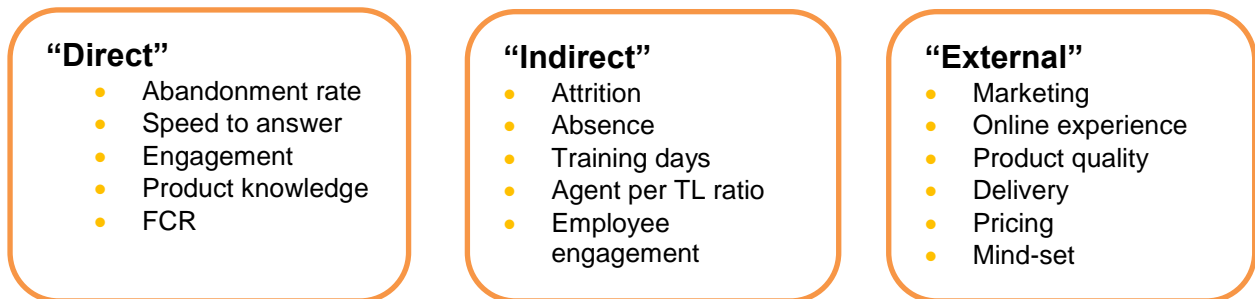 “Direct”
• Abandonment rate
• Speed to answer
• Engagement
• Product knowledge
• FCR
“Indirect”
• Attrition
• Absence
• Training days
• Agent per TL ratio
• Employee
engagement
“External”
• Marketing
• Online experience
• Product quality
• Delivery
• Pricing
• Mind-set